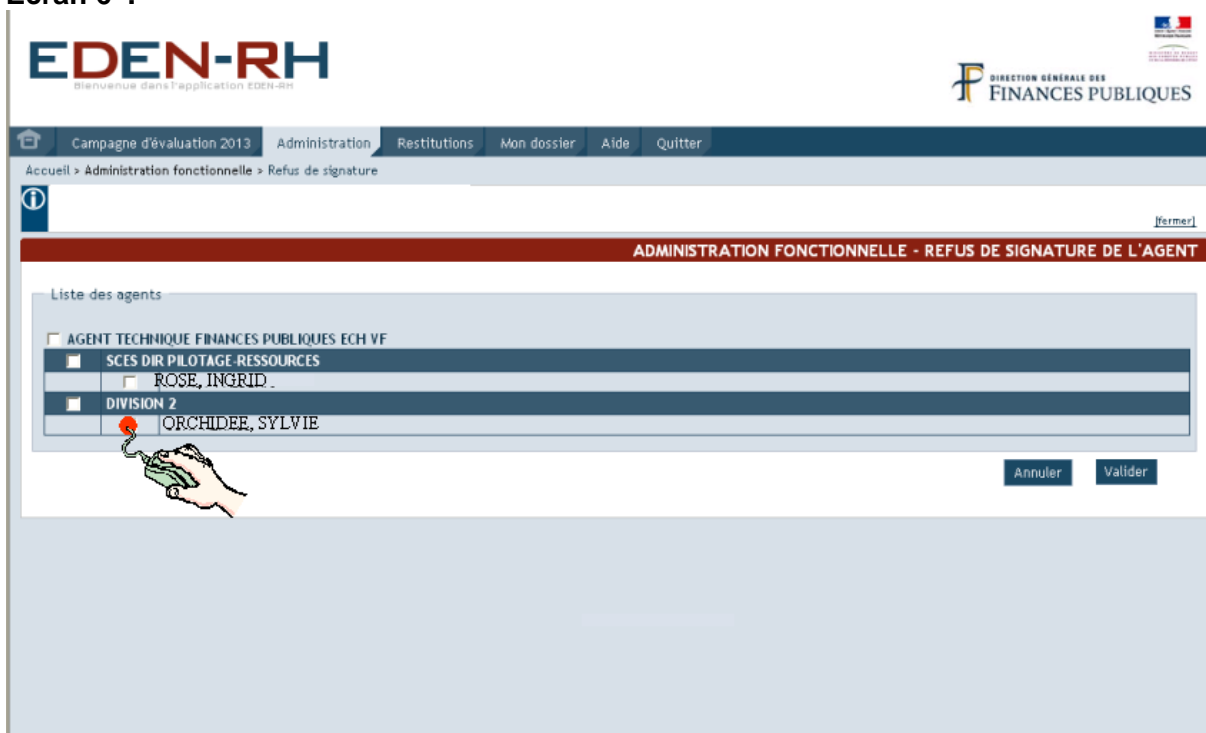 EDEN-RH
Bienvenue dans l'application EDEN-RH
DIRECTION GÉNÉRALE DES
FINANCES PUBLIQUES
Campagne d'évaluation 2013 Administration Restitutions Mon dossier Aide Quitter
Accueil > Administration fonctionnelle > Refus de signature
[fermer]
ADMINISTRATION FONCTIONNELLE - REFUS DE SIGNATURE DE L'AGENT
Liste des agents
AGENT TECHNIQUE FINANCES PUBLIQUES ECH VF
SCES DIR PILOTAGE-RESSOURCES
ROSE, INGRID
DIVISION 2
ORCHIDEE, SYLVIE
Annuler Valider